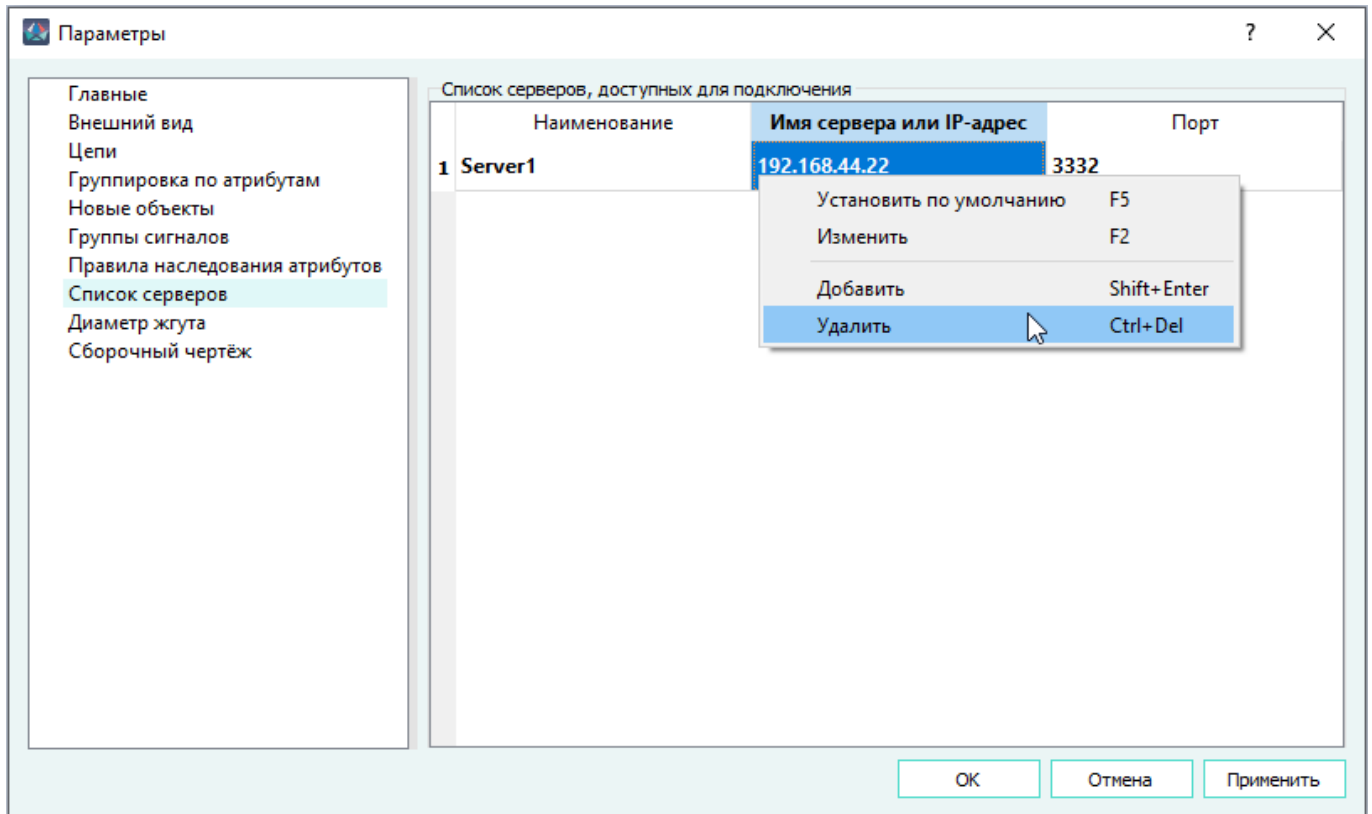 Параметры
?
Главные
Внешний вид
Цепи
Группировка по атрибутам
Новые объекты
Группы сигналов
Правила наследования атрибутов
Список серверов
Диаметр жгута
Сборочный чертёж
Список серверов, доступных для подключения
Наименование Имя сервера или IP-адрес Порт
1 Server1 192.168.44.22 3332
Установить по умолчанию F5
Изменить F2
Добавить Shift+Enter
Удалить Ctrl+Del
ОК Отмена Применить